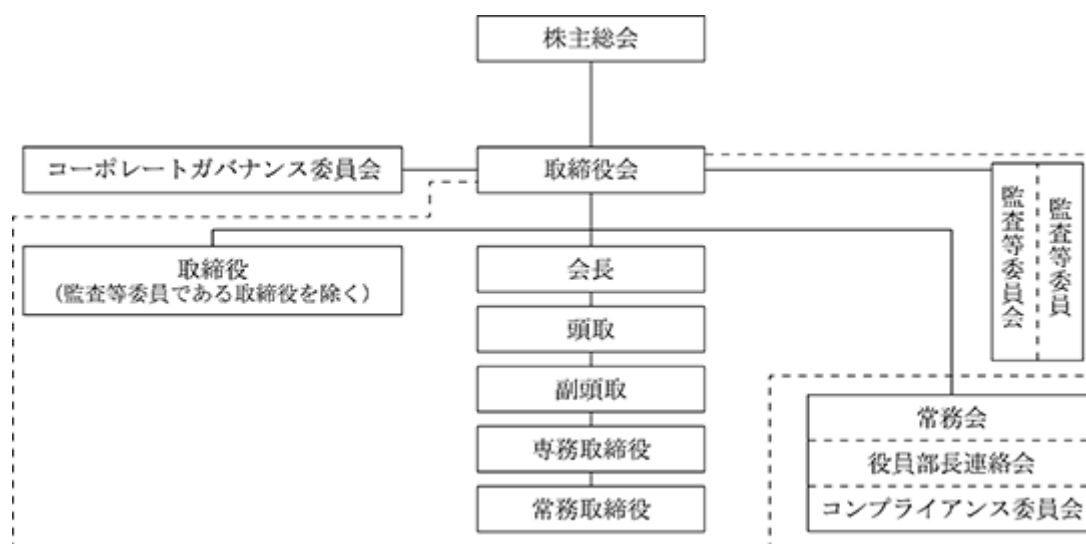 株主総会
コーポレートガバナンス委員会
取締役会
監査等委員会
監査等委員
取締役
（監査等委員である取締役を除く）
会長
頭取
副頭取
専務取締役
常務取締役
常務会
役員部長連絡会
コンプライアンス委員会